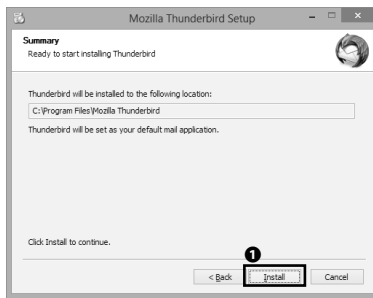 Mozilla Thunderbird Setup
Summary
Ready to start installing Thunderbird
Thunderbird will be installed to the following location:
C:\Program Files\Mozilla Thunderbird
Thunderbird will be set as your default mail application.
Click Install to continue.
1
< Back Install Cancel